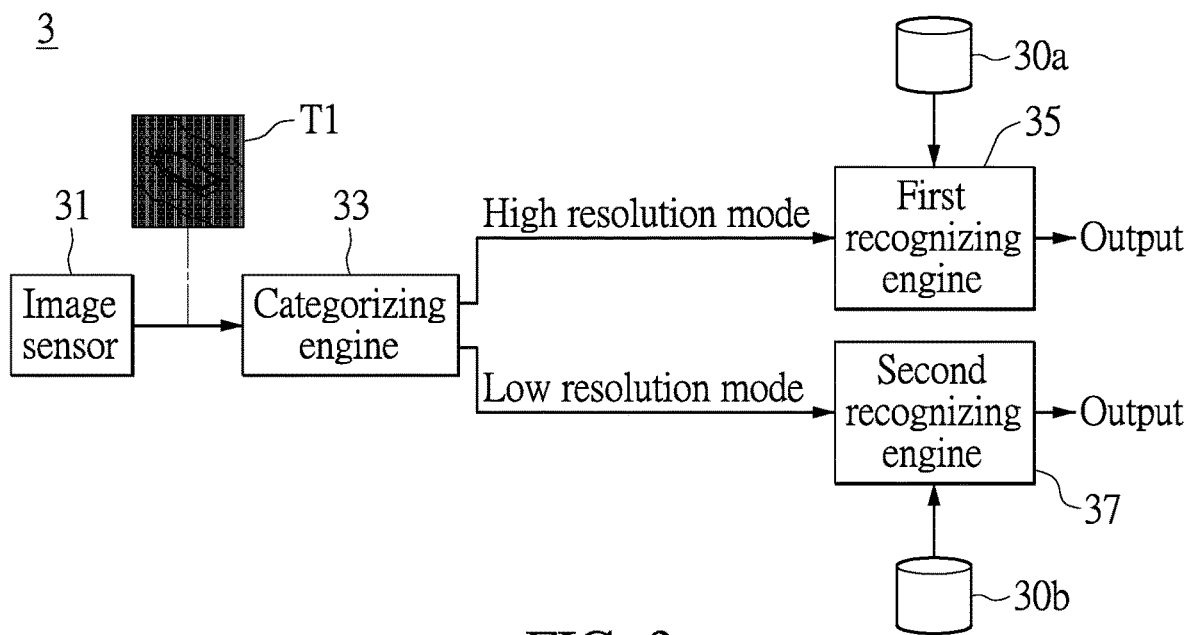 3
30a
T1
35
31
33
High resolution mode
First
recognizing
engine
Output
Image
sensor
Categorizing
engine
Low resolution mode
Second
recognizing
engine
Output
37
30b